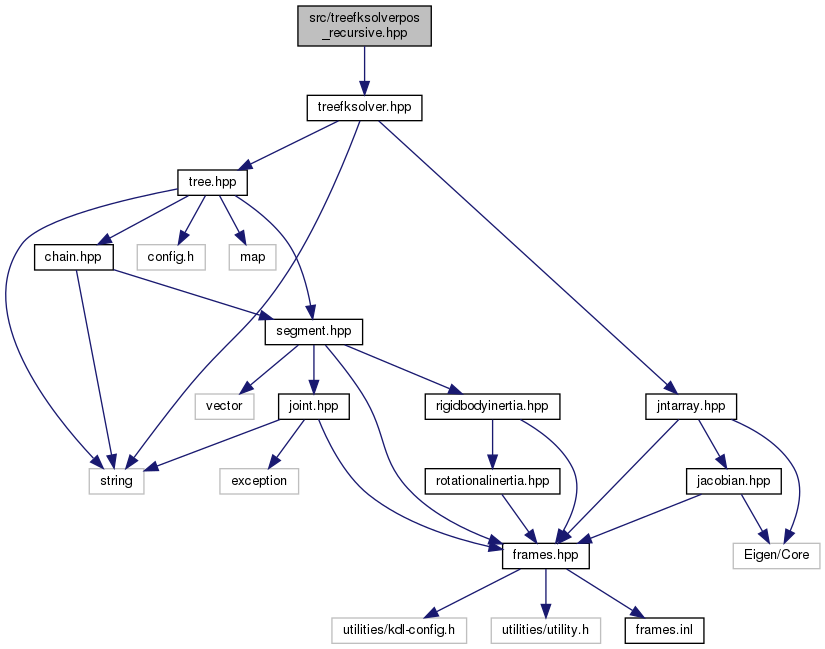 src/treefksolverpos
_recursive.hpp
treefksolver.hpp
tree.hpp
chain.hpp
config.h
map
segment.hpp
vector
joint.hpp
rigidbodyinertia.hpp
jntarray.hpp
string
exception
rotationalinertia.hpp
jacobian.hpp
frames.hpp
Eigen/Core
utilities/kdl-config.h
utilities/utility.h
frames.inl